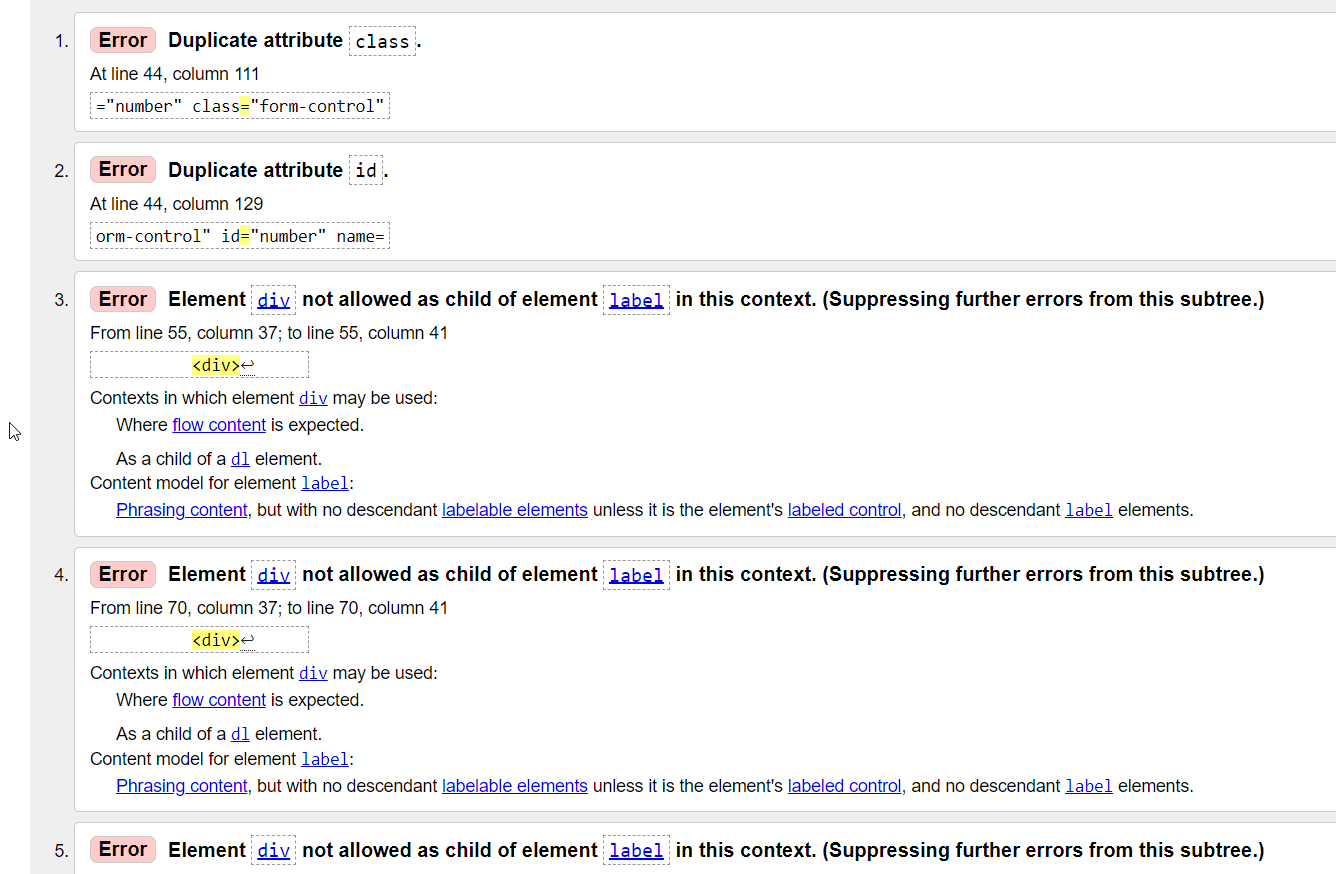 1. Error Duplicate attribute class.
At line 44, column 111
="number" class="form-control"
2. Error Duplicate attribute id.
At line 44, column 129
orm-control" id="number" name=
3. Error Element div not allowed as child of element label in this context. (Suppressing further errors from this subtree.)
From line 55, column 37; to line 55, column 41
<div>↩
Contexts in which element div may be used:
Where flow content is expected.
As a child of a dl element.
Content model for element label:
Phrasing content, but with no descendant labelable elements unless it is the element's labeled control, and no descendant label elements.
4. Error Element div not allowed as child of element label in this context. (Suppressing further errors from this subtree.)
From line 70, column 37; to line 70, column 41
<div>↩
Contexts in which element div may be used:
Where flow content is expected.
As a child of a dl element.
Content model for element label:
Phrasing content, but with no descendant labelable elements unless it is the element's labeled control, and no descendant label elements.
5. Error Element div not allowed as child of element label in this context. (Suppressing further errors from this subtree.)